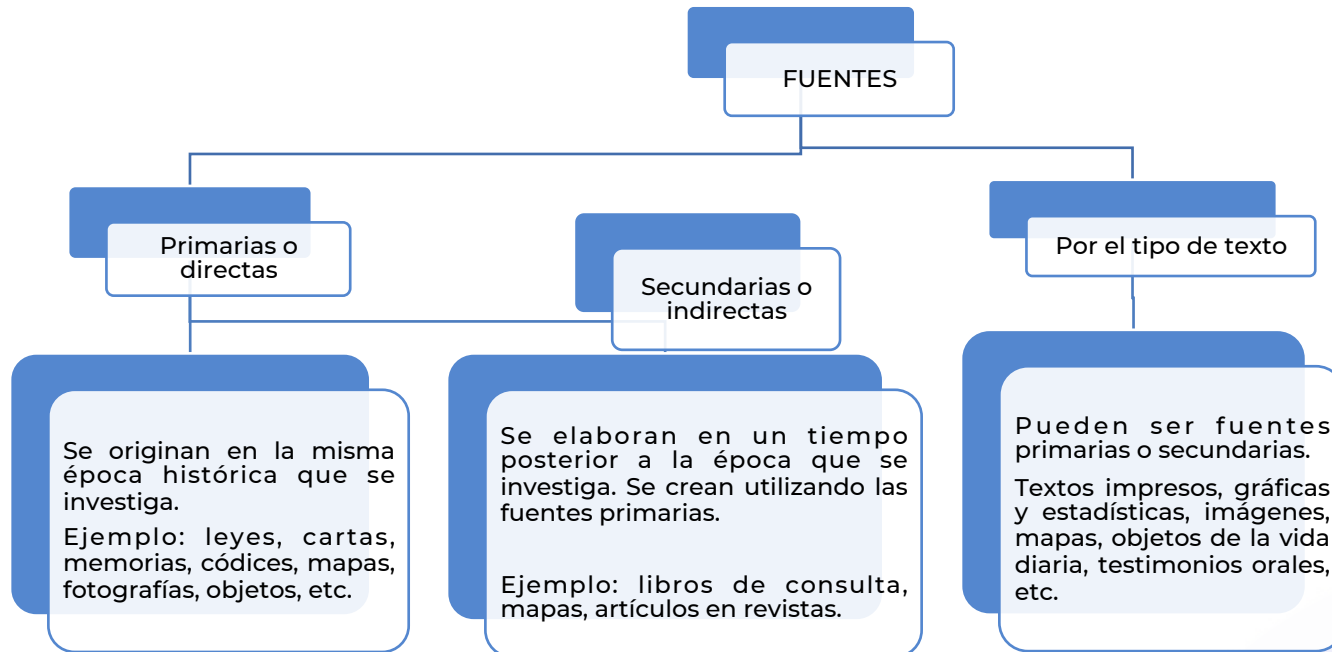 FUENTES
Primarias o
directas
Secundarias o
indirectas
Por el tipo de texto
Se originan en la misma
época histórica que se
investiga.
Ejemplo: leyes, cartas,
memorias, códices, mapas,
fotografías, objetos, etc.
Se elaboran en un tiempo
posterior a la época que se
investiga. Se crean utilizando las
fuentes primarias.
Ejemplo: libros de consulta,
mapas, artículos en revistas.
Pueden ser fuentes
primarias o secundarias.
Textos impresos, gráficas
y estadísticas, imágenes,
mapas, objetos de la vida
diaria, testimonios orales,
etc.